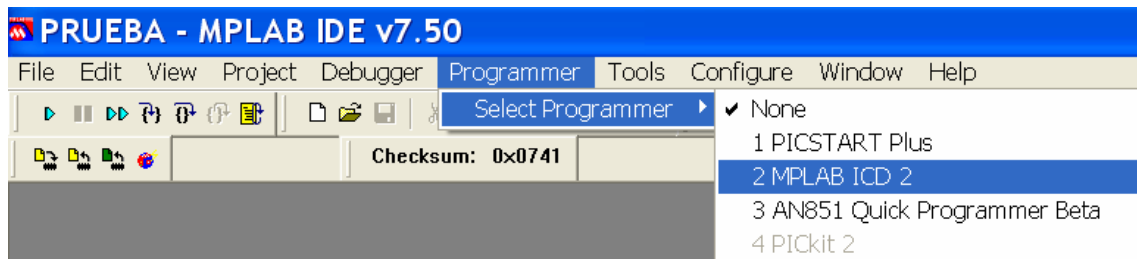 PRUEBA - MPLAB IDE v7.50
File Edit View Project Debugger Programmer Tools Configure Window Help
Select Programmer
✔ None
1 PICSTART Plus
Checksum: 0x0741
2 MPLAB ICD 2
3 AN851 Quick Programmer Beta
4 PICkit 2